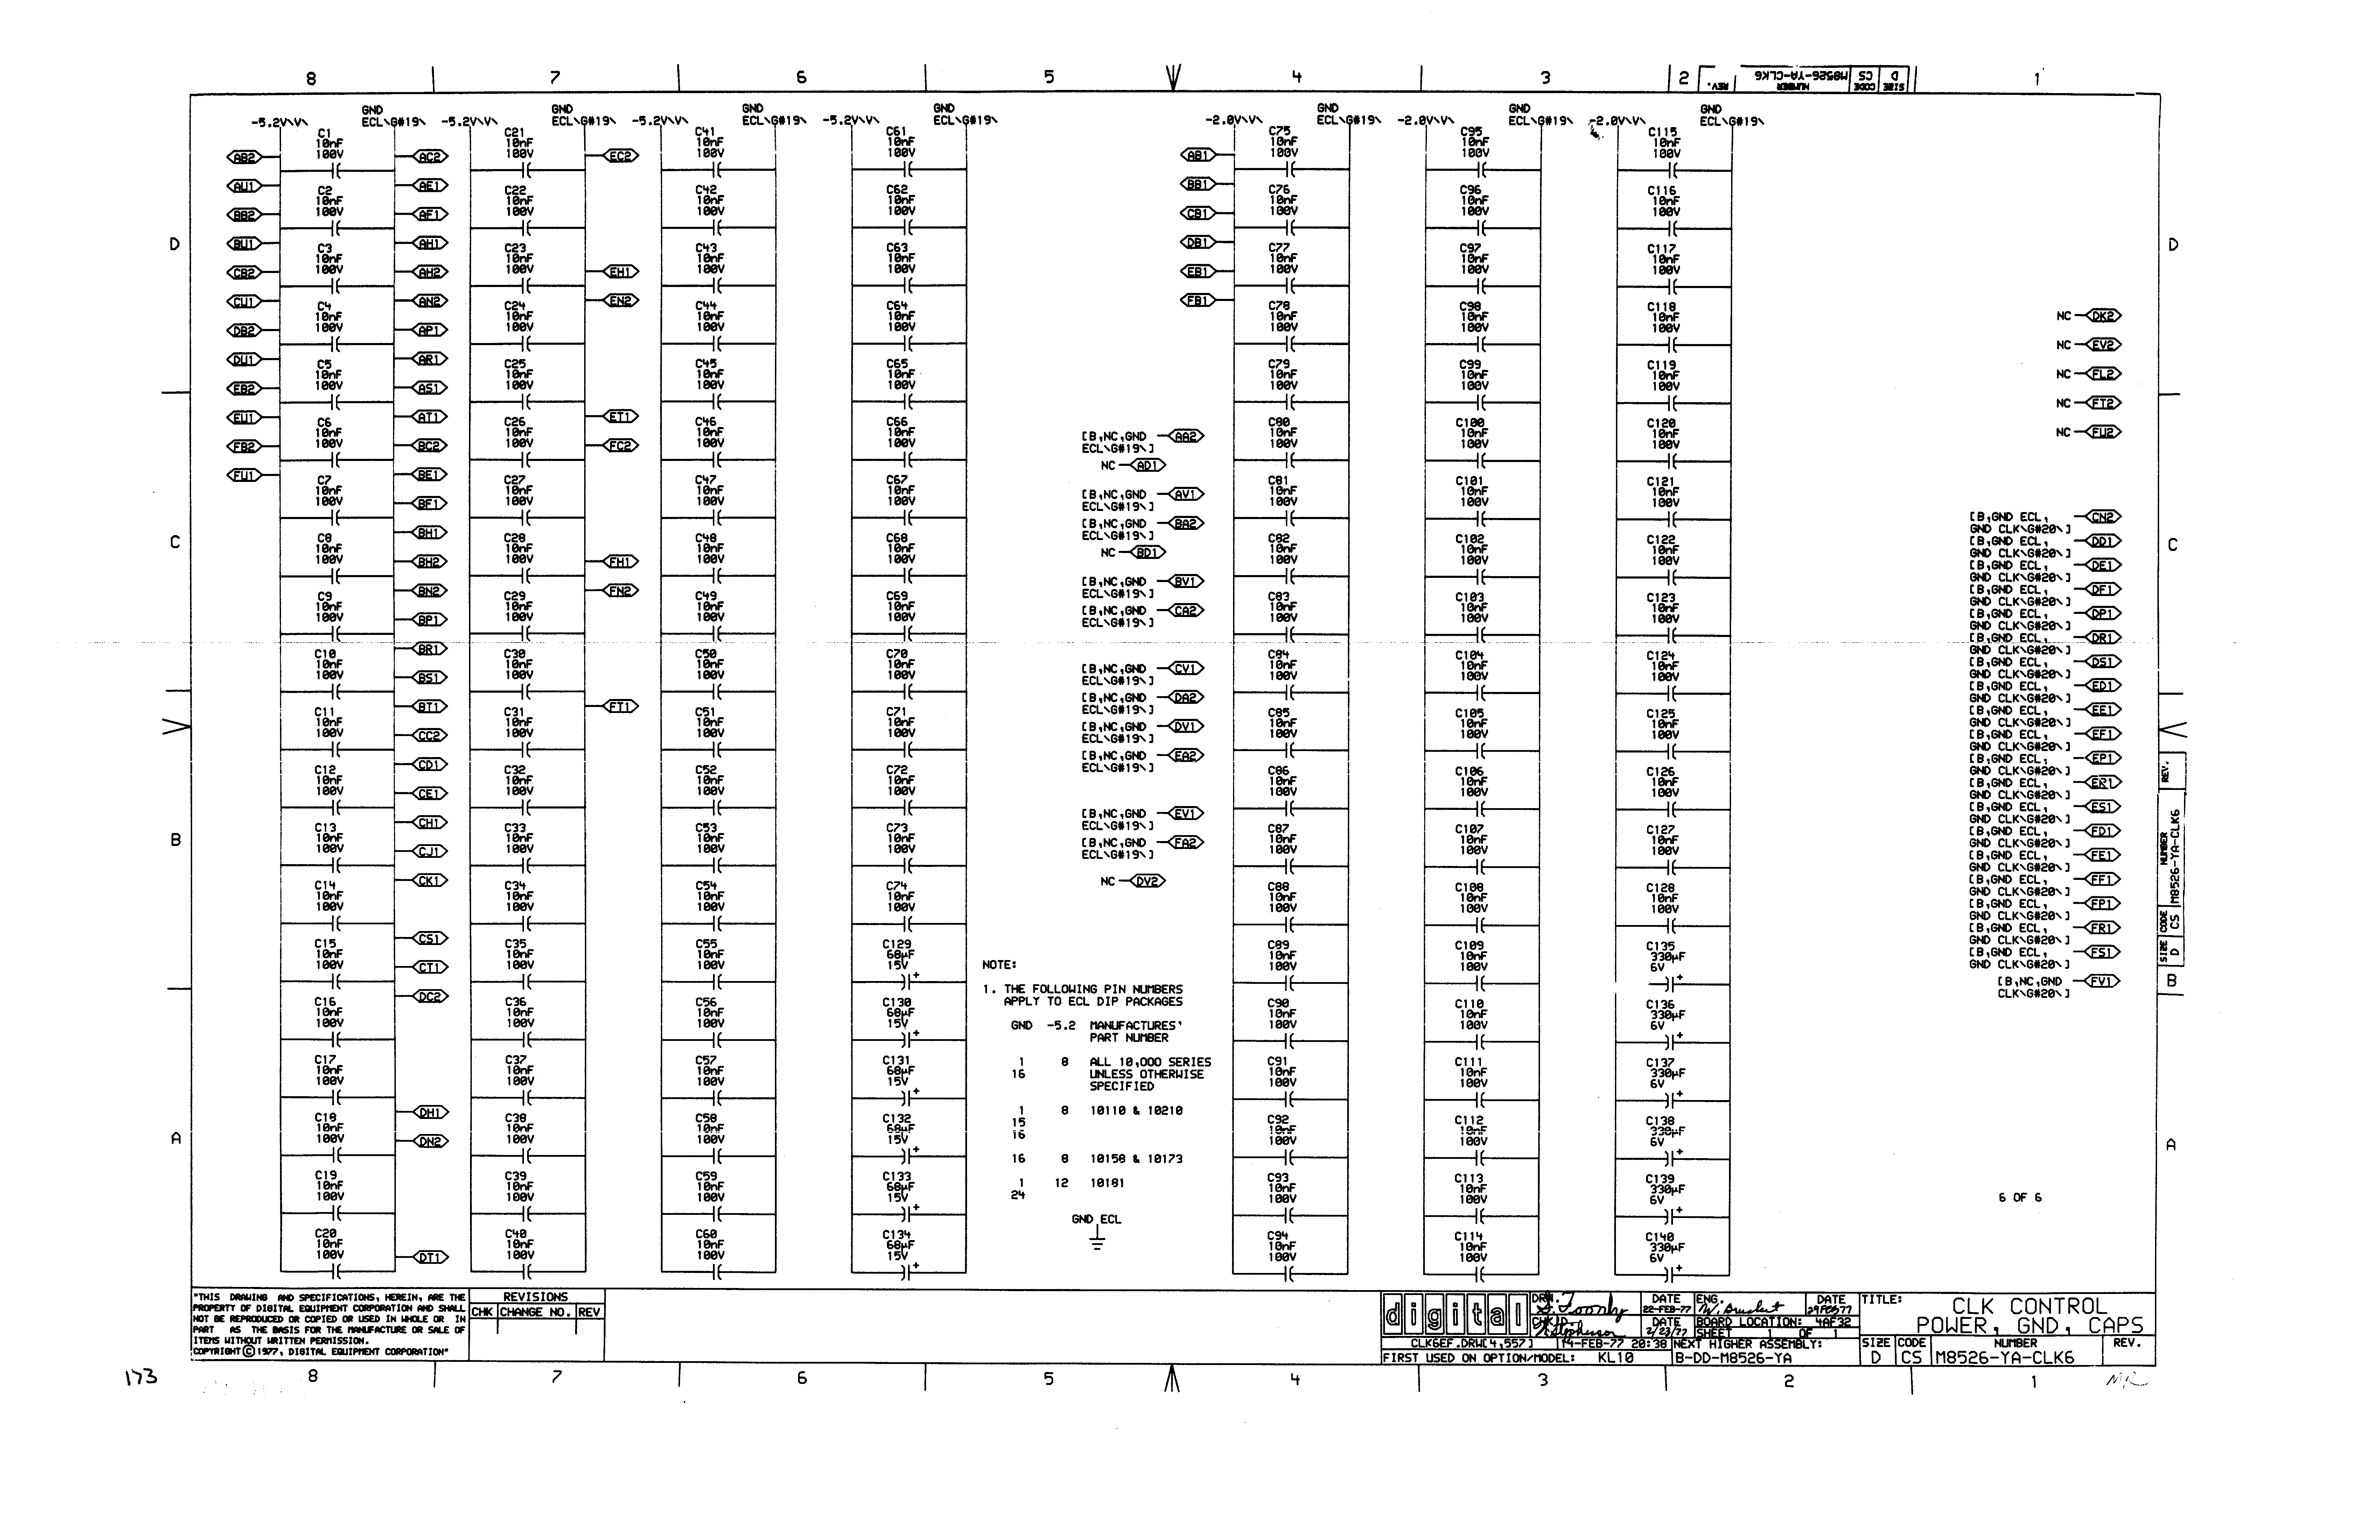 8 7 6 5 4 3 2 1
REV. NUMBER M8526-YA-CLK6 CODE CS SIZE D
GND GND GND GND GND GND GND
-5.2V\V\ ECL\G#19\ -5.2V\V\ ECL\G#19\ -5.2V\V\ ECL\G#19\ -5.2V\V\ ECL\G#19\ -2.0V\V\ ECL\G#19\ -2.0V\V\ ECL\G#19\ -2.0V\V\ ECL\G#19\
C1 10nF 100V
C2 10nF 100V
C3 10nF 100V
C4 10nF 100V
C5 10nF 100V
C6 10nF 100V
C7 10nF 100V
C8 10nF 100V
C9 10nF 100V
C10 10nF 100V
C11 10nF 100V
C12 10nF 100V
C13 10nF 100V
C14 10nF 100V
C15 10nF 100V
C16 10nF 100V
C17 10nF 100V
C18 10nF 100V
C19 10nF 100V
C20 10nF 100V
AB2
AU1
BB2
BU1
CB2
CU1
DB2
DU1
EB2
EU1
FB2
FU1
AC2
AE1
AF1
AH1
AH2
AN2
AP1
AR1
AS1
AT1
BC2
BE1
BF1
BH1
BH2
BN2
BP1
BR1
BS1
BT1
CC2
CD1
CE1
CH1
CJ1
CK1
CS1
CT1
DC2
DH1
DN2
DT1
C21 10nF 100V
C22 10nF 100V
C23 10nF 100V
C24 10nF 100V
C25 10nF 100V
C26 10nF 100V
C27 10nF 100V
C28 10nF 100V
C29 10nF 100V
C30 10nF 100V
C31 10nF 100V
C32 10nF 100V
C33 10nF 100V
C34 10nF 100V
C35 10nF 100V
C36 10nF 100V
C37 10nF 100V
C38 10nF 100V
C39 10nF 100V
C40 10nF 100V
EC2
EH1
EN2
ET1
FC2
FH1
FN2
FT1
C41 10nF 100V
C42 10nF 100V
C43 10nF 100V
C44 10nF 100V
C45 10nF 100V
C46 10nF 100V
C47 10nF 100V
C48 10nF 100V
C49 10nF 100V
C50 10nF 100V
C51 10nF 100V
C52 10nF 100V
C53 10nF 100V
C54 10nF 100V
C55 10nF 100V
C56 10nF 100V
C57 10nF 100V
C58 10nF 100V
C59 10nF 100V
C60 10nF 100V
C61 10nF 100V
C62 10nF 100V
C63 10nF 100V
C64 10nF 100V
C65 10nF 100V
C66 10nF 100V
C67 10nF 100V
C68 10nF 100V
C69 10nF 100V
C70 10nF 100V
C71 10nF 100V
C72 10nF 100V
C73 10nF 100V
C74 10nF 100V
C129 68µF 15V
C130 68µF 15V
C131 68µF 15V
C132 68µF 15V
C133 68µF 15V
C134 68µF 15V
AB1
BB1
CB1
DB1
EB1
FB1
[B,NC,GND AA2
ECL\G#19\]
NC AD1
[B,NC,GND AV1
ECL\G#19\]
[B,NC,GND BA2
ECL\G#19\]
NC BD1
[B,NC,GND BV1
ECL\G#19\]
[B,NC,GND CA2
ECL\G#19\]
[B,NC,GND CV1
ECL\G#19\]
[B,NC,GND DA2
ECL\G#19\]
[B,NC,GND DV1
ECL\G#19\]
[B,NC,GND EA2
ECL\G#19\]
[B,NC,GND EV1
ECL\G#19\]
[B,NC,GND FA2
ECL\G#19\]
NC DV2
NOTE:
1. THE FOLLOWING PIN NUMBERS
APPLY TO ECL DIP PACKAGES
GND -5.2 MANUFACTURES'
PART NUMBER
1 8 ALL 10,000 SERIES
16 UNLESS OTHERWISE
SPECIFIED
1 8 10110 & 10210
15
16
16 8 10158 & 10173
1 12 10181
24
GND ECL
C75 10nF 100V
C76 10nF 100V
C77 10nF 100V
C78 10nF 100V
C79 10nF 100V
C80 10nF 100V
C81 10nF 100V
C82 10nF 100V
C83 10nF 100V
C84 10nF 100V
C85 10nF 100V
C86 10nF 100V
C87 10nF 100V
C88 10nF 100V
C89 10nF 100V
C90 10nF 100V
C91 10nF 100V
C92 10nF 100V
C93 10nF 100V
C94 10nF 100V
C95 10nF 100V
C96 10nF 100V
C97 10nF 100V
C98 10nF 100V
C99 10nF 100V
C100 10nF 100V
C101 10nF 100V
C102 10nF 100V
C103 10nF 100V
C104 10nF 100V
C105 10nF 100V
C106 10nF 100V
C107 10nF 100V
C108 10nF 100V
C109 10nF 100V
C110 10nF 100V
C111 10nF 100V
C112 10nF 100V
C113 10nF 100V
C114 10nF 100V
C115 10nF 100V
C116 10nF 100V
C117 10nF 100V
C118 10nF 100V
C119 10nF 100V
C120 10nF 100V
C121 10nF 100V
C122 10nF 100V
C123 10nF 100V
C124 10nF 100V
C125 10nF 100V
C126 10nF 100V
C127 10nF 100V
C128 10nF 100V
C135 330µF 6V
C136 330µF 6V
C137 330µF 6V
C138 330µF 6V
C139 330µF 6V
C140 330µF 6V
NC DK2
NC EV2
NC FL2
NC FT2
NC FU2
[B,GND ECL, CN2
GND CLK\G#20\]
[B,GND ECL, DD1
GND CLK\G#20\]
[B,GND ECL, DE1
GND CLK\G#20\]
[B,GND ECL, DF1
GND CLK\G#20\]
[B,GND ECL, DP1
GND CLK\G#20\]
[B,GND ECL, DR1
GND CLK\G#20\]
[B,GND ECL, DS1
GND CLK\G#20\]
[B,GND ECL, ED1
GND CLK\G#20\]
[B,GND ECL, EE1
GND CLK\G#20\]
[B,GND ECL, EF1
GND CLK\G#20\]
[B,GND ECL, EP1
GND CLK\G#20\]
[B,GND ECL, ER1
GND CLK\G#20\]
[B,GND ECL, ES1
GND CLK\G#20\]
[B,GND ECL, FD1
GND CLK\G#20\]
[B,GND ECL, FE1
GND CLK\G#20\]
[B,GND ECL, FF1
GND CLK\G#20\]
[B,GND ECL, FP1
GND CLK\G#20\]
[B,GND ECL, FR1
GND CLK\G#20\]
[B,GND ECL, FS1
GND CLK\G#20\]
[B,NC,GND FV1
CLK\G#20\]
6 OF 6
D C B A
D C B A
SIZE D CODE CS NUMBER M8526-YA-CLK6 REV.
"THIS DRAWING AND SPECIFICATIONS, HEREIN, ARE THE
PROPERTY OF DIGITAL EQUIPMENT CORPORATION AND SHALL
NOT BE REPRODUCED OR COPIED OR USED IN WHOLE OR IN
PART AS THE BASIS FOR THE MANUFACTURE OR SALE OF
ITEMS WITHOUT WRITTEN PERMISSION.
COPYRIGHT © 1977, DIGITAL EQUIPMENT CORPORATION"
REVISIONS
CHK CHANGE NO. REV
digital
DRN. DATE 22-FEB-77
CHK'D. DATE 2/23/77
ENG. DATE 29FEB77
BOARD LOCATION: 4AF32
SHEET 1 OF 1
CLK6EF.DRW[4,557] 14-FEB-77 20:38 NEXT HIGHER ASSEMBLY:
FIRST USED ON OPTION/MODEL: KL10 B-DD-M8526-YA
TITLE: CLK CONTROL
POWER, GND, CAPS
SIZE CODE NUMBER REV.
D CS M8526-YA-CLK6
173
8 7 6 5 4 3 2 1